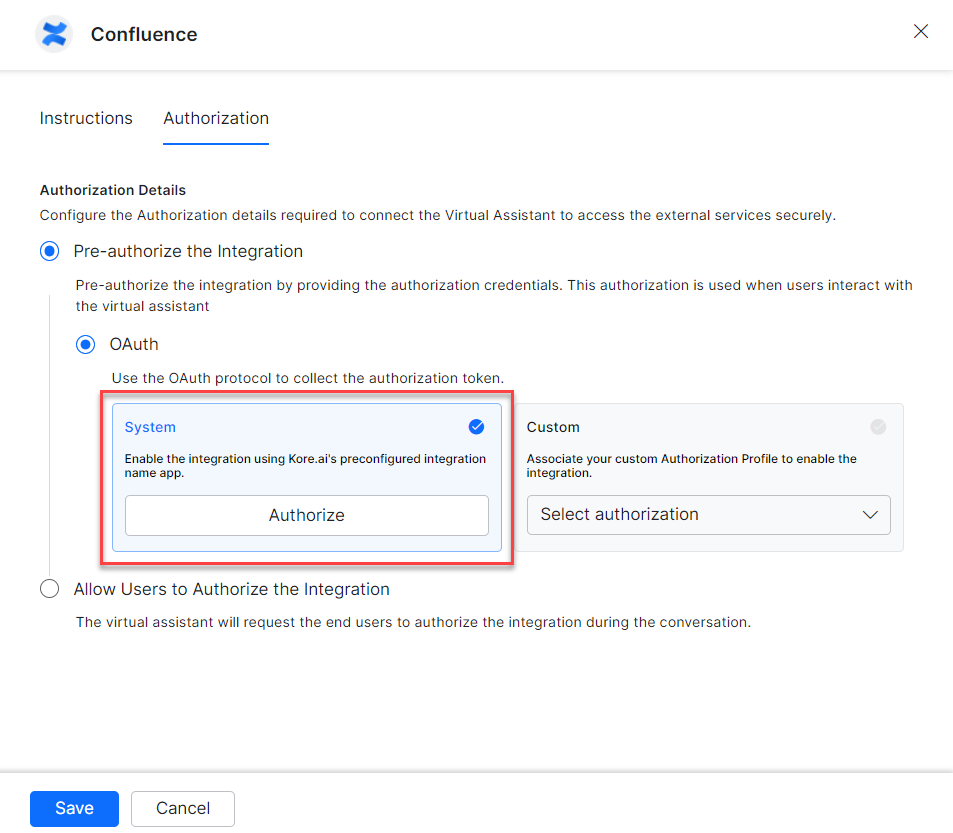 Confluence
Instructions
Authorization
Authorization Details
Configure the Authorization details required to connect the Virtual Assistant to access the external services securely.
Pre-authorize the Integration
Pre-authorize the integration by providing the authorization credentials. This authorization is used when users interact with
the virtual assistant
OAuth
Use the OAuth protocol to collect the authorization token.
System
Enable the integration using Kore.ai's preconfigured integration
name app.
Authorize
Custom
Associate your custom Authorization Profile to enable the
integration.
Select authorization
Allow Users to Authorize the Integration
The virtual assistant will request the end users to authorize the integration during the conversation.
Save
Cancel